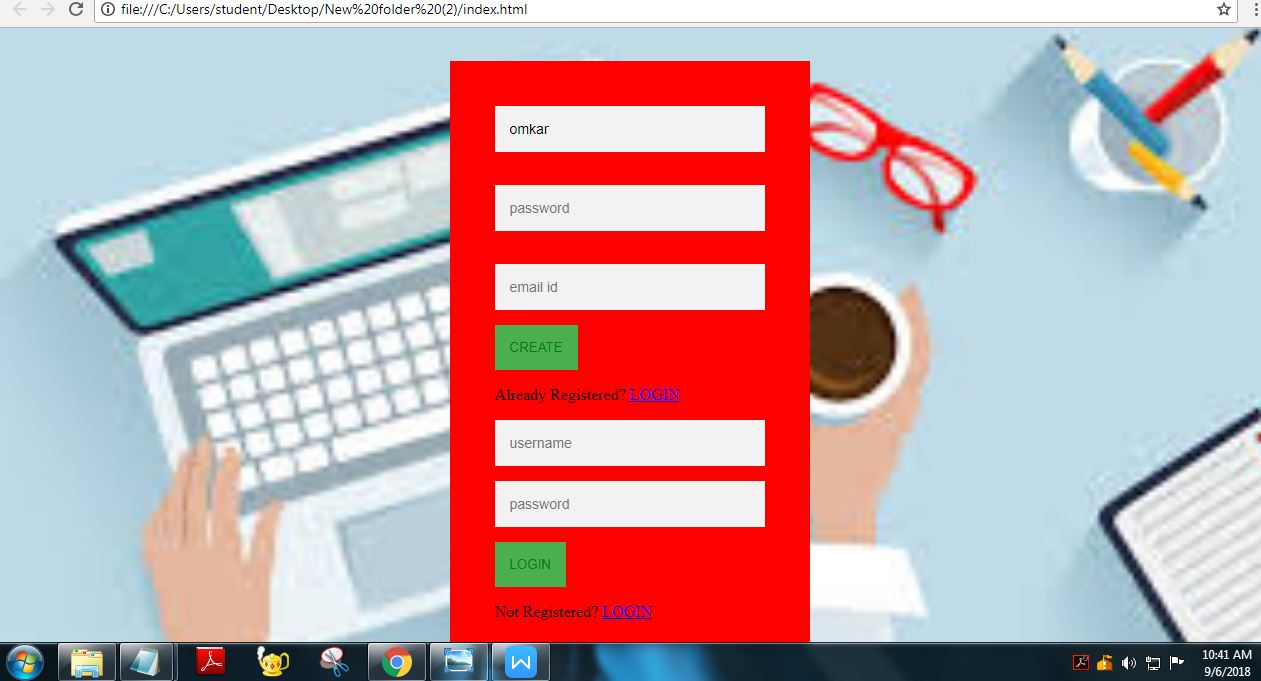 file:///C:/Users/student/Desktop/New%20folder%20(2)/index.html
omkar
password
email id
CREATE
Already Registered? LOGIN
username
password
LOGIN
Not Registered? LOGIN
10:41 AM
9/6/2018